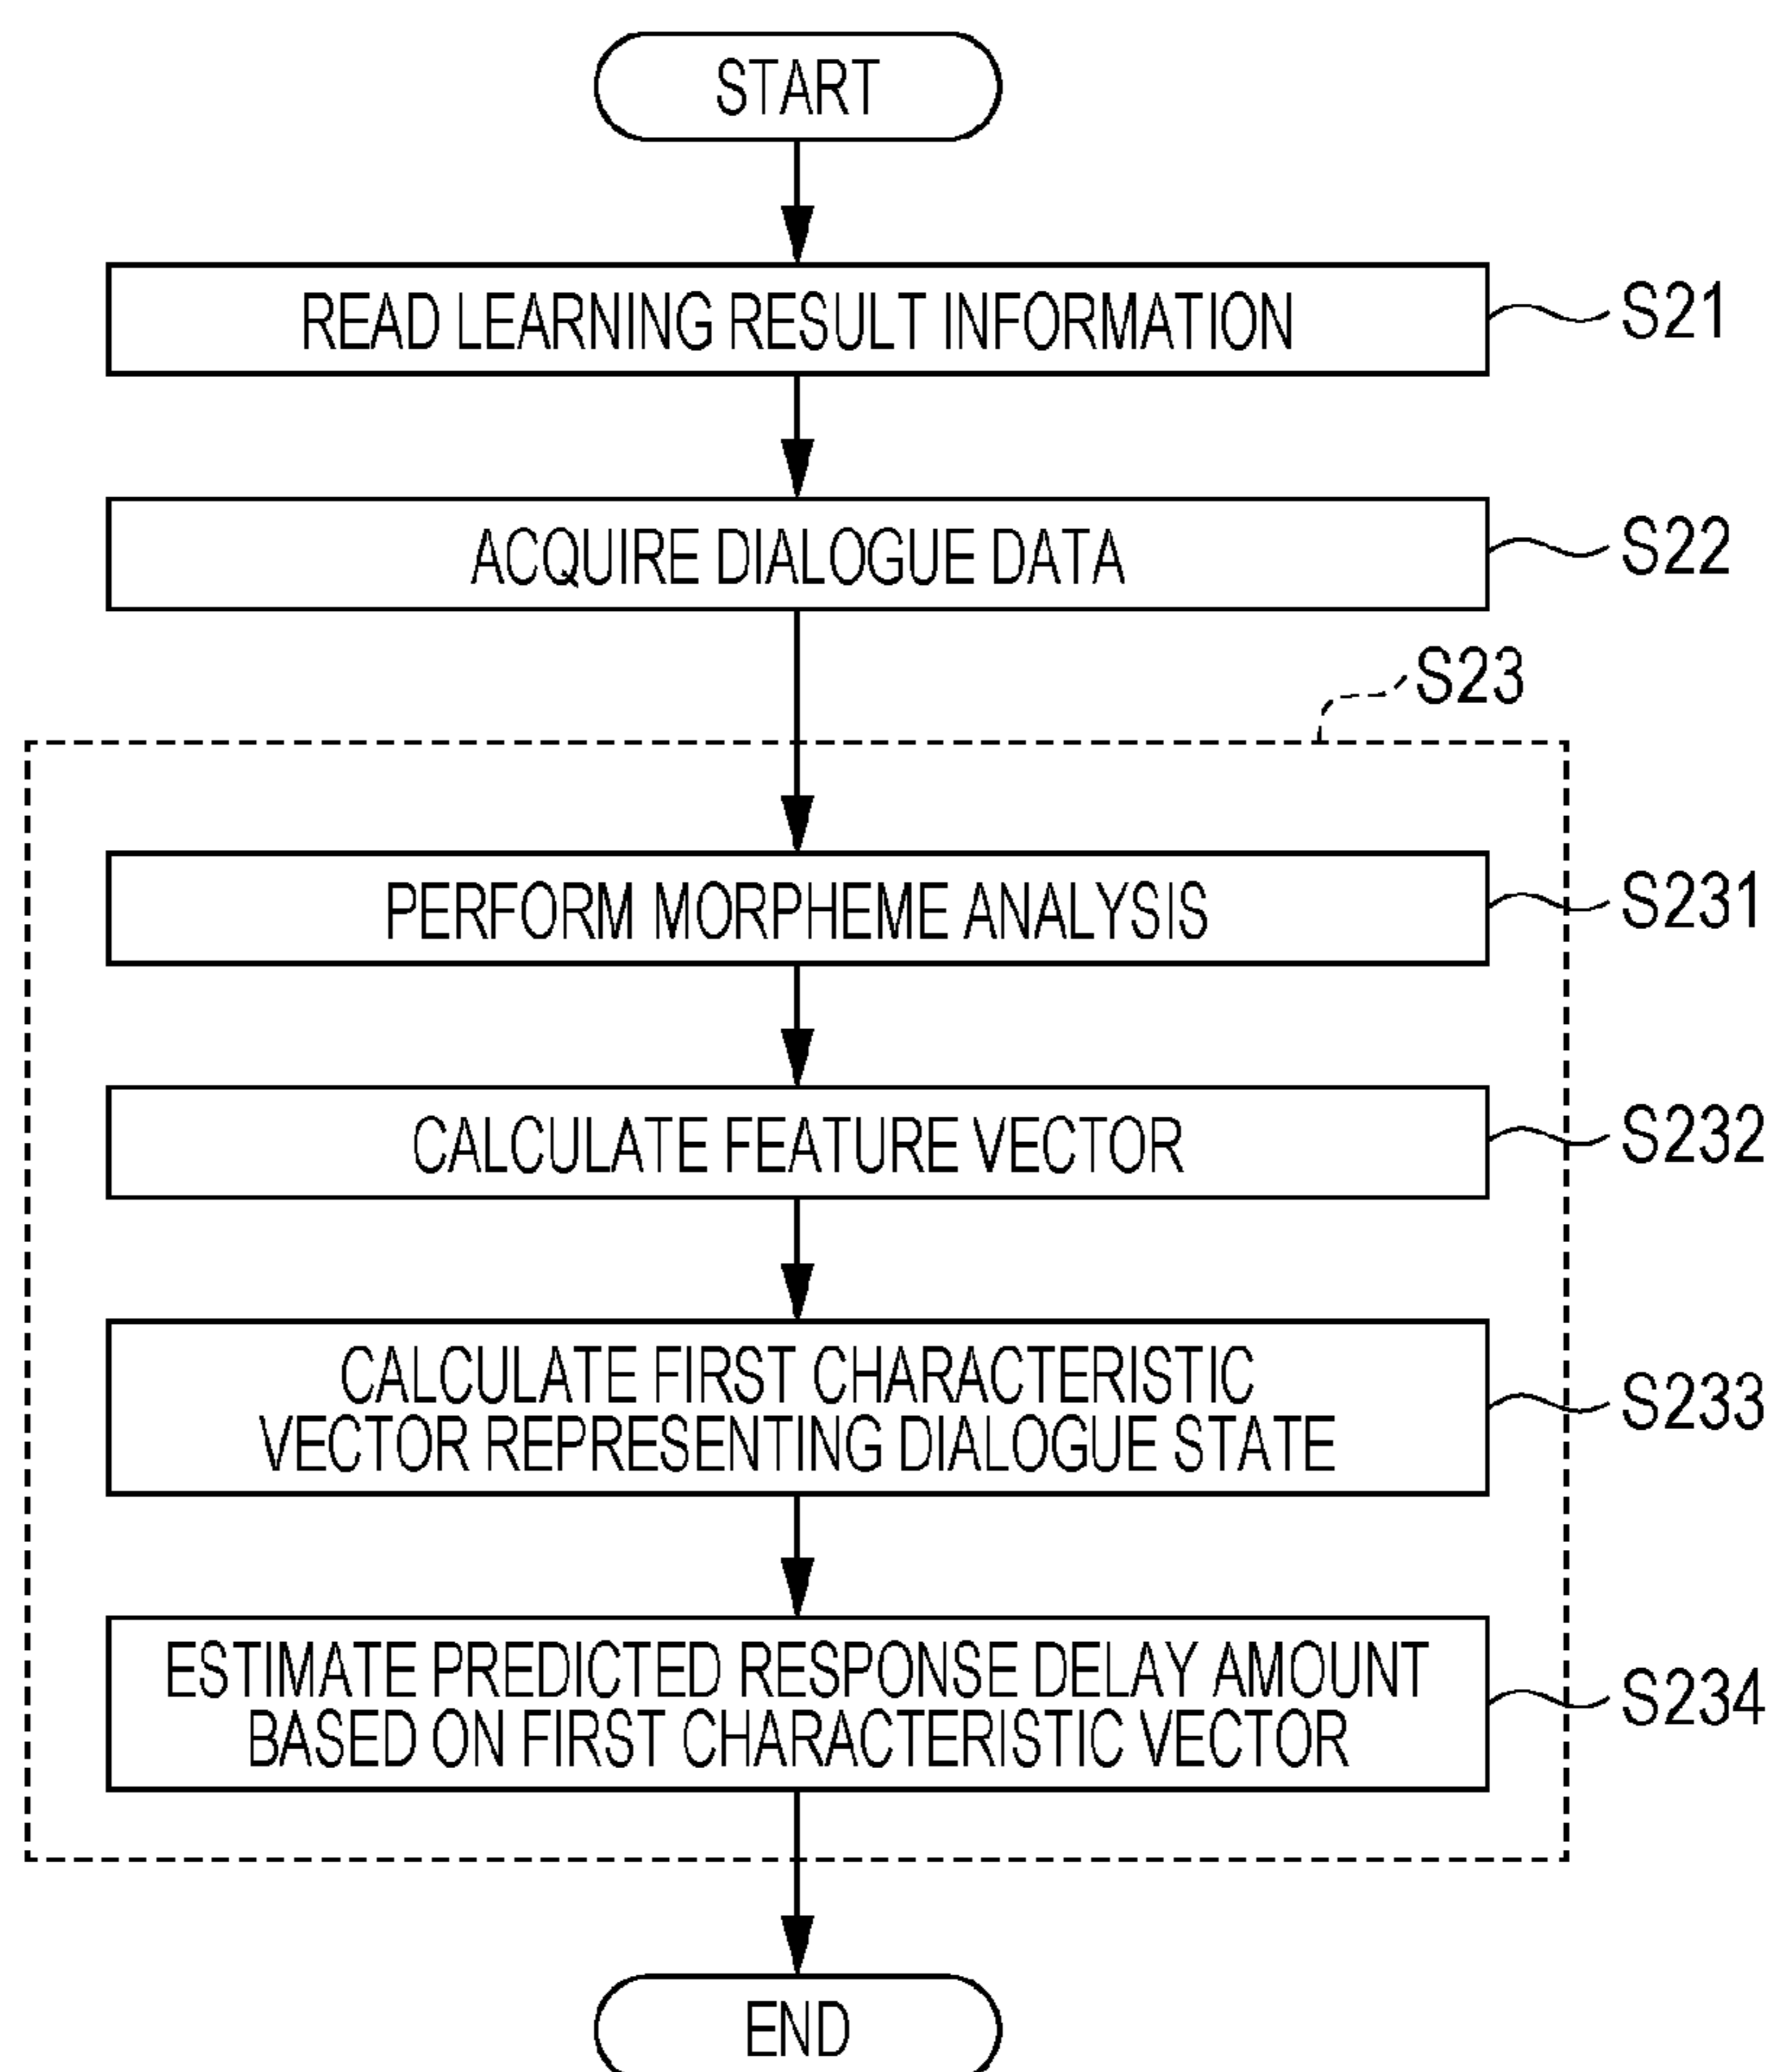 START
READ LEARNING RESULT INFORMATION
S21
ACQUIRE DIALOGUE DATA
S22
S23
PERFORM MORPHEME ANALYSIS
S231
CALCULATE FEATURE VECTOR
S232
CALCULATE FIRST CHARACTERISTIC
VECTOR REPRESENTING DIALOGUE STATE
S233
ESTIMATE PREDICTED RESPONSE DELAY AMOUNT
BASED ON FIRST CHARACTERISTIC VECTOR
S234
END